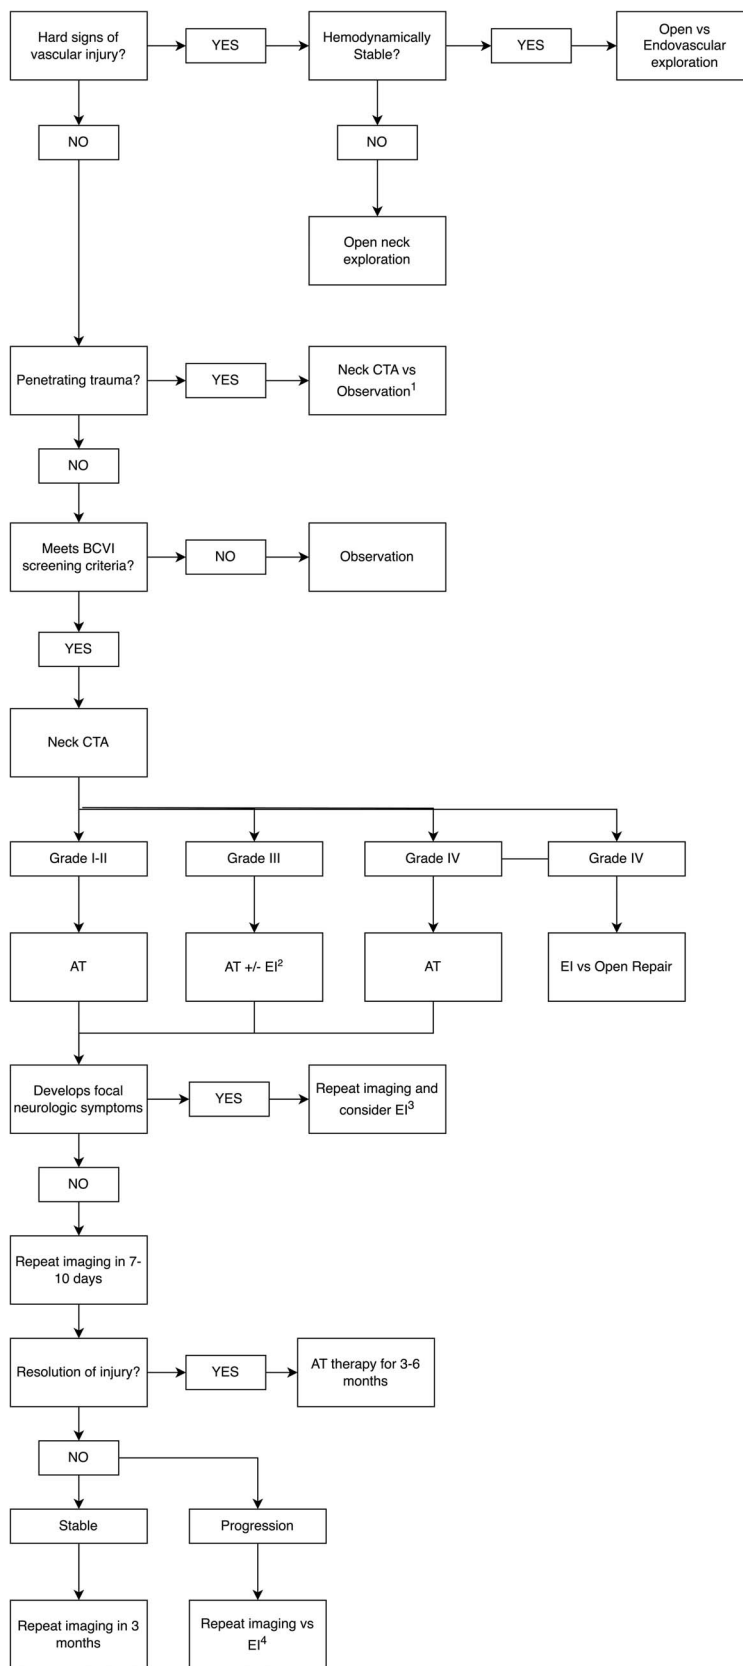 Hard signs of
vascular injury?
YES
Hemodynamically
Stable?
YES
Open vs
Endovascular
exploration
NO
NO
Open neck
exploration
Penetrating trauma?
YES
Neck CTA vs
Observation1
NO
Meets BCVI
screening criteria?
NO
Observation
YES
Neck CTA
Grade I-II
Grade III
Grade IV
Grade IV
AT
AT +/- EI2
AT
EI vs Open Repair
Develops focal
neurologic symptoms
YES
Repeat imaging and
consider EI3
NO
Repeat imaging in 7-
10 days
Resolution of injury?
YES
AT therapy for 3-6
months
NO
Stable
Progression
Repeat imaging in 3
months
Repeat imaging vs
EI4